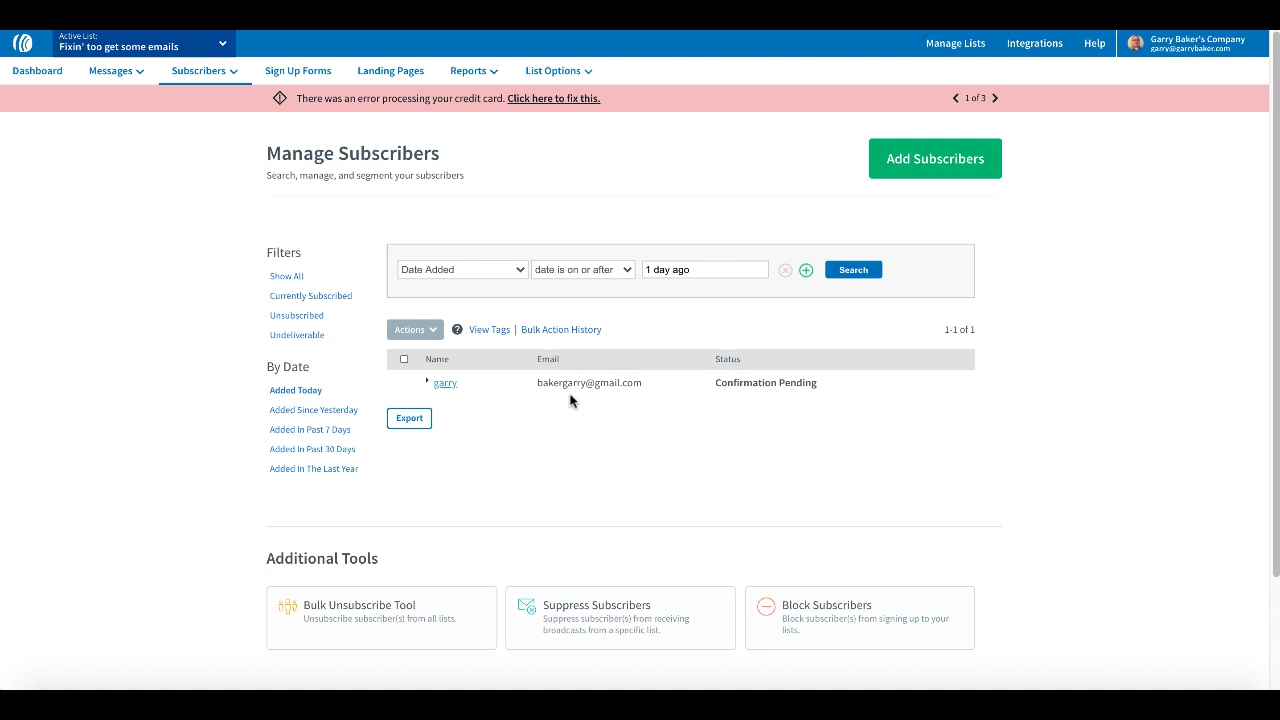 Active List:
Fixin' too get some emails
Manage Lists
Integrations
Help
Garry Baker's Company
garry@garrybaker.com
Dashboard
Messages
Subscribers
Sign Up Forms
Landing Pages
Reports
List Options
There was an error processing your credit card. Click here to fix this.
1 of 3
Manage Subscribers
Search, manage, and segment your subscribers
Add Subscribers
Filters
Show All
Currently Subscribed
Unsubscribed
Undeliverable
By Date
Added Today
Added Since Yesterday
Added In Past 7 Days
Added In Past 30 Days
Added In The Last Year
Date Added
date is on or after
1 day ago
Search
Actions
? View Tags | Bulk Action History
1-1 of 1
Name Email Status
garry bakergarry@gmail.com Confirmation Pending
Export
Additional Tools
Bulk Unsubscribe Tool
Unsubscribe subscriber(s) from all lists.
Suppress Subscribers
Suppress subscriber(s) from receiving
broadcasts from a specific list.
Block Subscribers
Block subscriber(s) from signing up to your
lists.